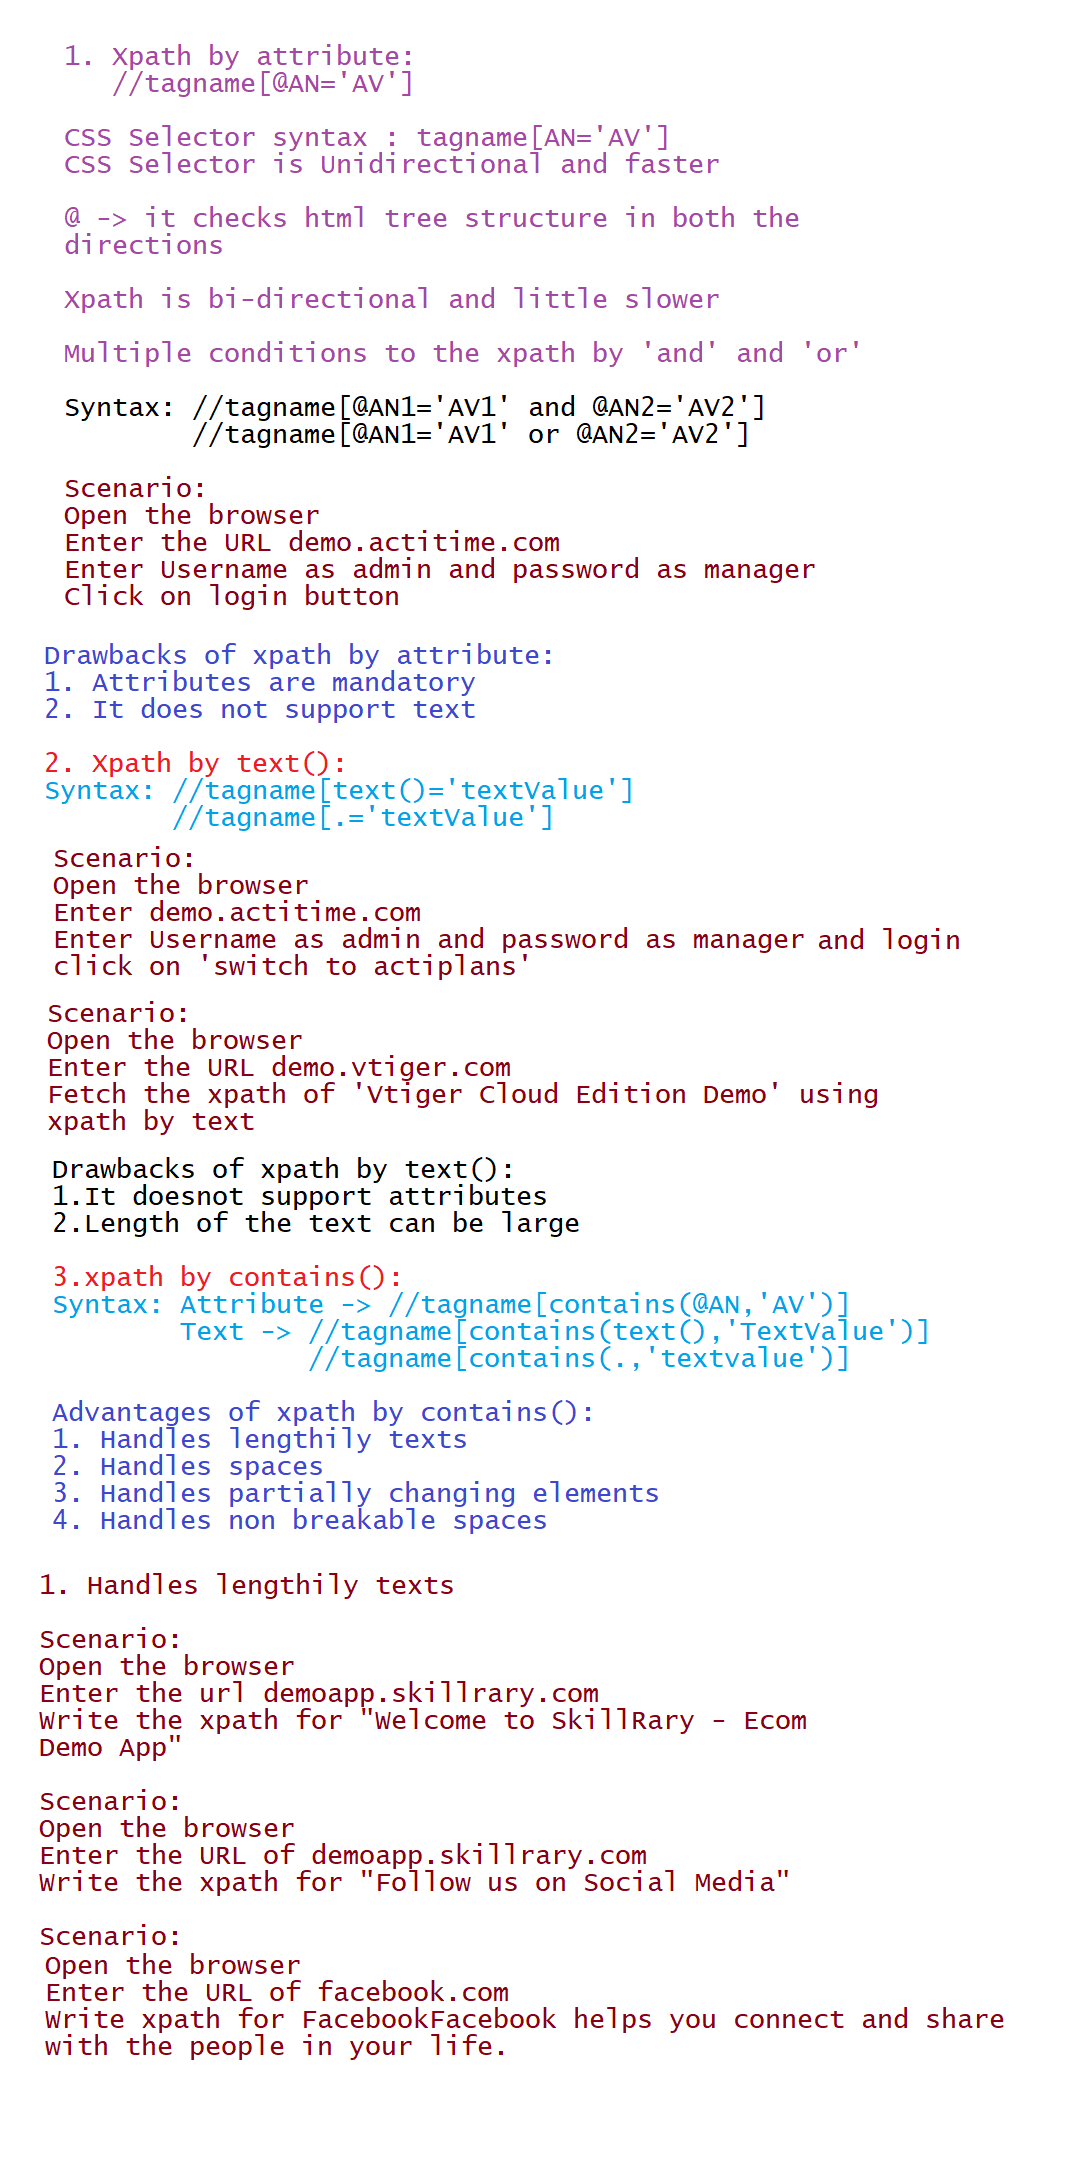 1. Xpath by attribute:
//tagname[@AN='AV']
CSS Selector syntax : tagname[AN='AV']
CSS Selector is Unidirectional and faster
@ -> it checks html tree structure in both the
directions
Xpath is bi-directional and little slower
Multiple conditions to the xpath by 'and' and 'or'
Syntax: //tagname[@AN1='AV1' and @AN2='AV2']
//tagname[@AN1='AV1' or @AN2='AV2']
Scenario:
Open the browser
Enter the URL demo.actitime.com
Enter Username as admin and password as manager
Click on login button
Drawbacks of xpath by attribute:
1. Attributes are mandatory
2. It does not support text
2. Xpath by text():
Syntax: //tagname[text()='textValue']
//tagname[.='textValue']
Scenario:
Open the browser
Enter demo.actitime.com
Enter Username as admin and password as manager and login
click on 'switch to actiplans'
Scenario:
Open the browser
Enter the URL demo.vtiger.com
Fetch the xpath of 'Vtiger Cloud Edition Demo' using
xpath by text
Drawbacks of xpath by text():
1.It doesnot support attributes
2.Length of the text can be large
3.xpath by contains():
Syntax: Attribute -> //tagname[contains(@AN,'AV')]
Text -> //tagname[contains(text(),'TextValue')]
//tagname[contains(.,'textvalue')]
Advantages of xpath by contains():
1. Handles lengthily texts
2. Handles spaces
3. Handles partially changing elements
4. Handles non breakable spaces
1. Handles lengthily texts
Scenario:
Open the browser
Enter the url demoapp.skillrary.com
Write the xpath for "Welcome to SkillRary - Ecom
Demo App"
Scenario:
Open the browser
Enter the URL of demoapp.skillrary.com
Write the xpath for "Follow us on Social Media"
Scenario:
Open the browser
Enter the URL of facebook.com
Write xpath for FacebookFacebook helps you connect and share
with the people in your life.